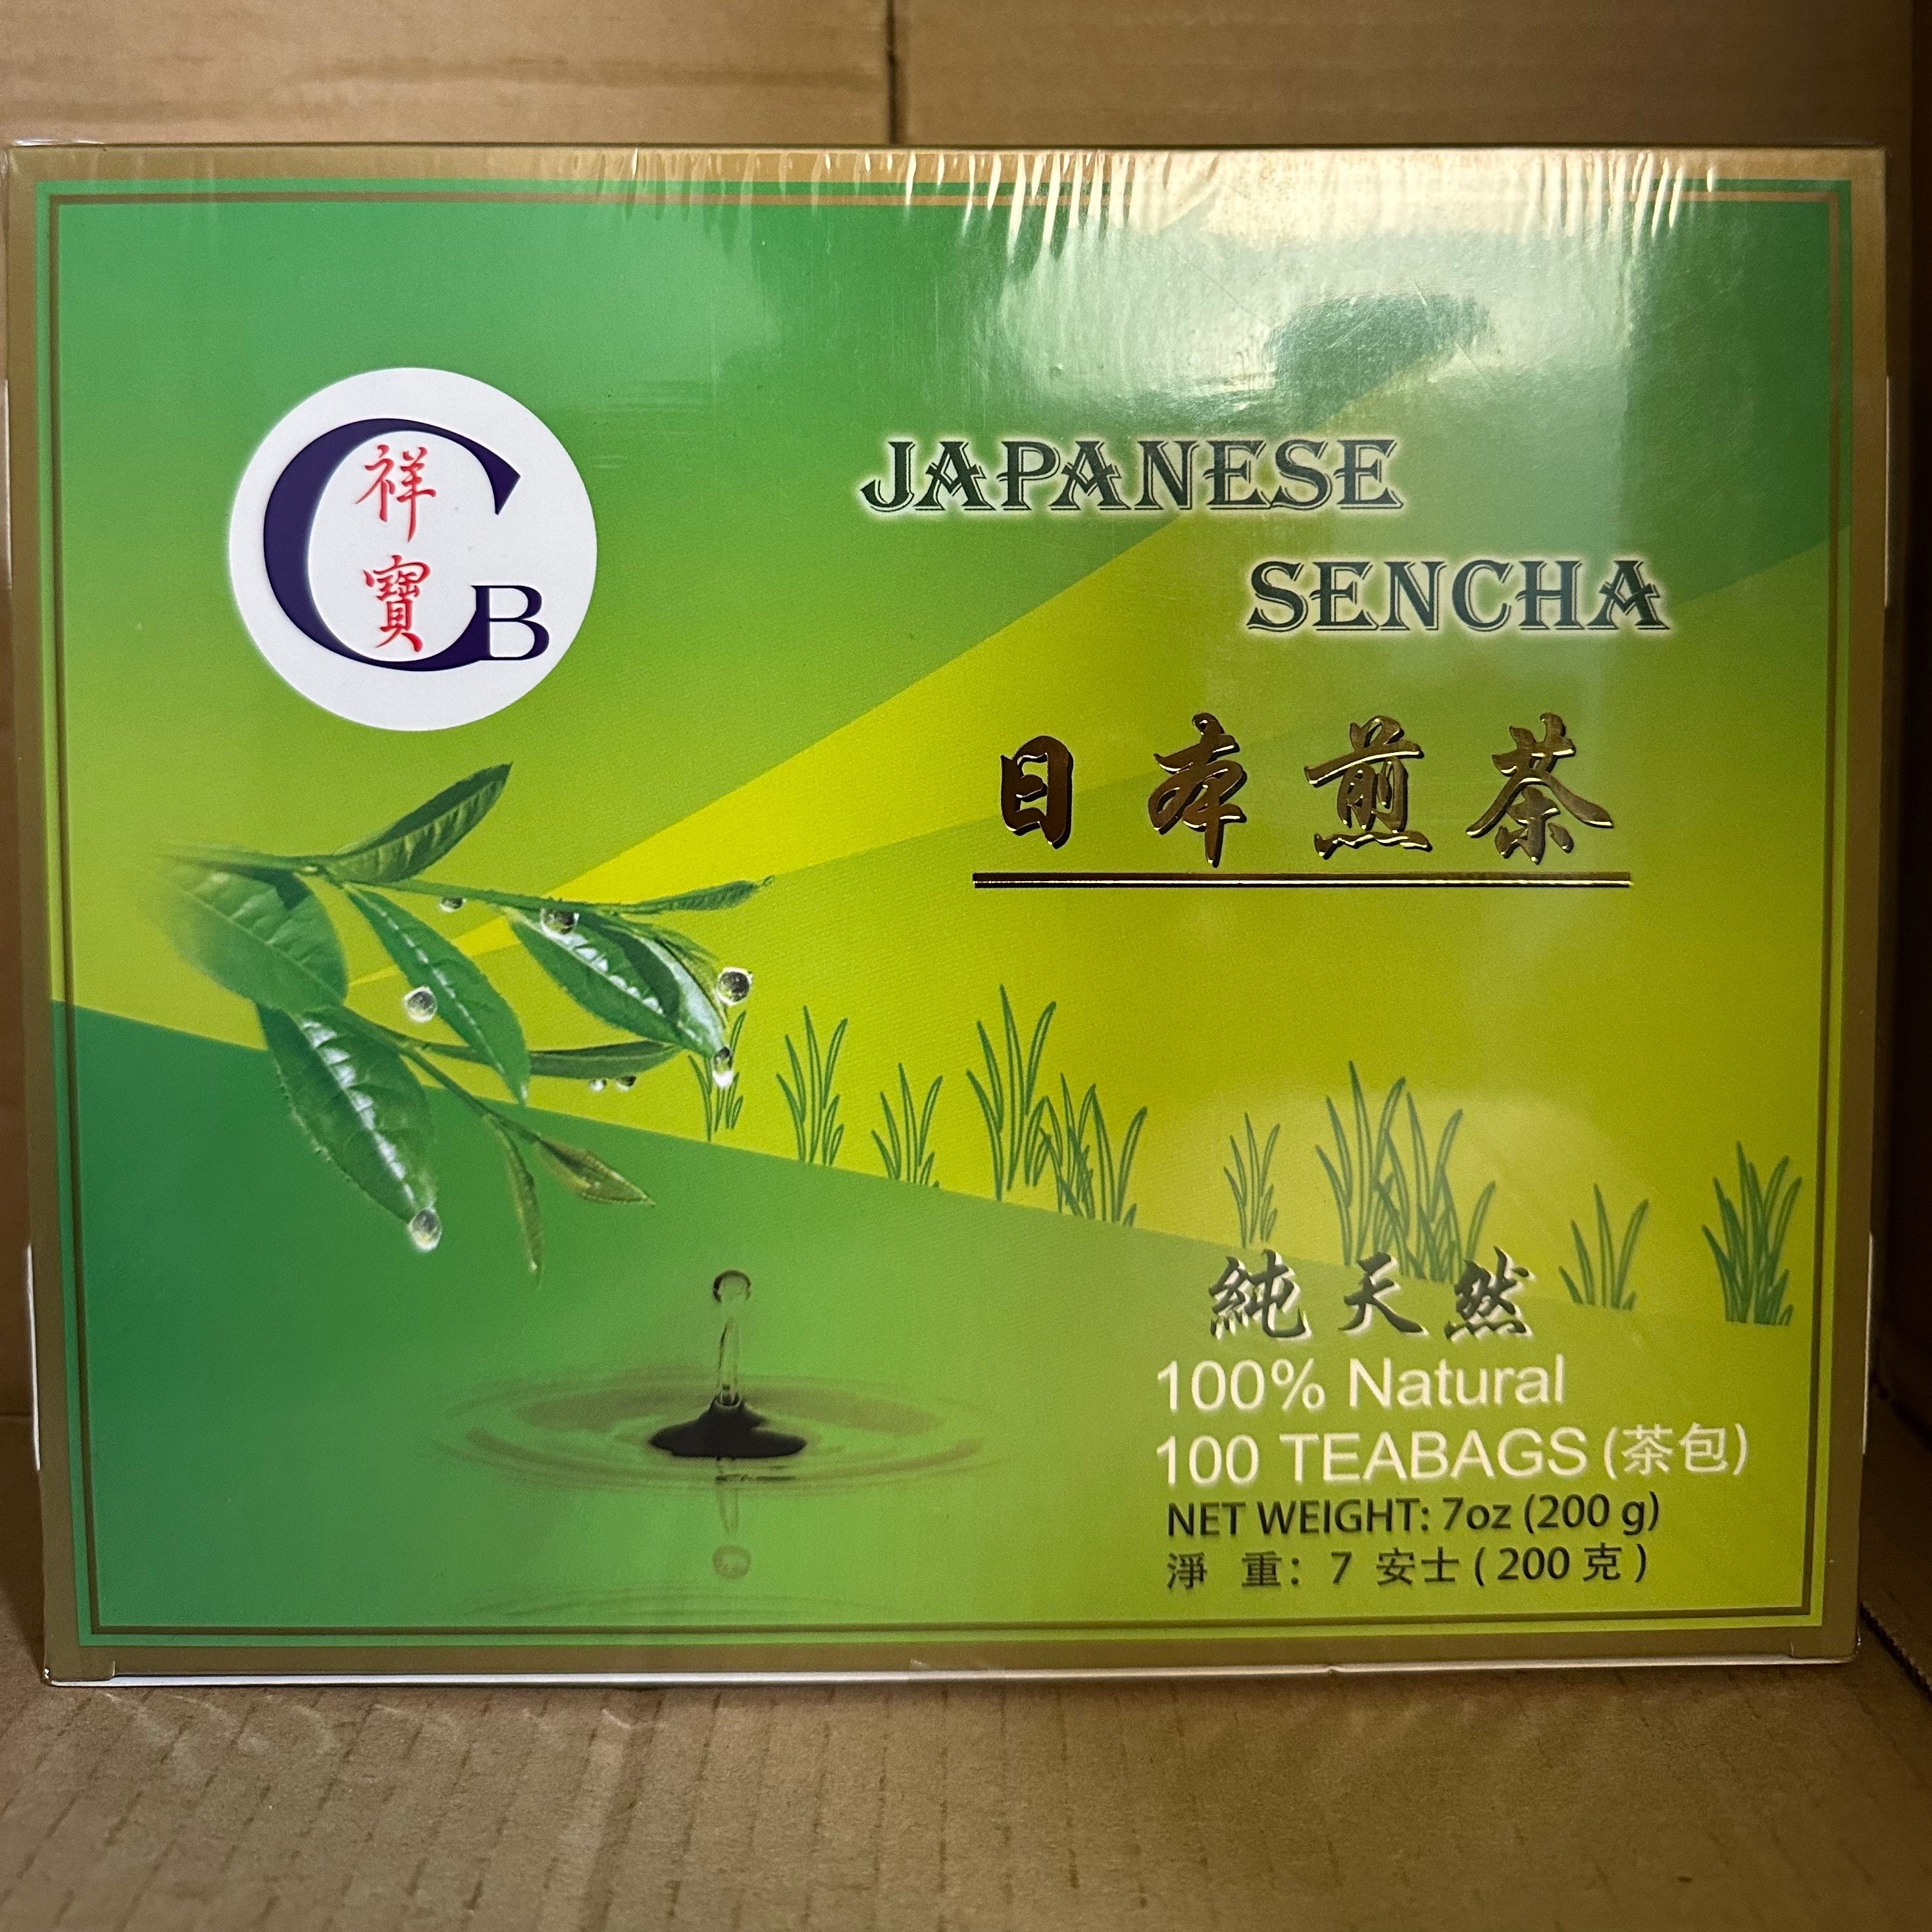 C
祥
寶
B
JAPANESE
SENCHA
日本煎茶
純天然
100% Natural
100 TEABAGS (茶包)
NET WEIGHT: 7oz (200 g)
淨 重: 7 安士 ( 200 克 )